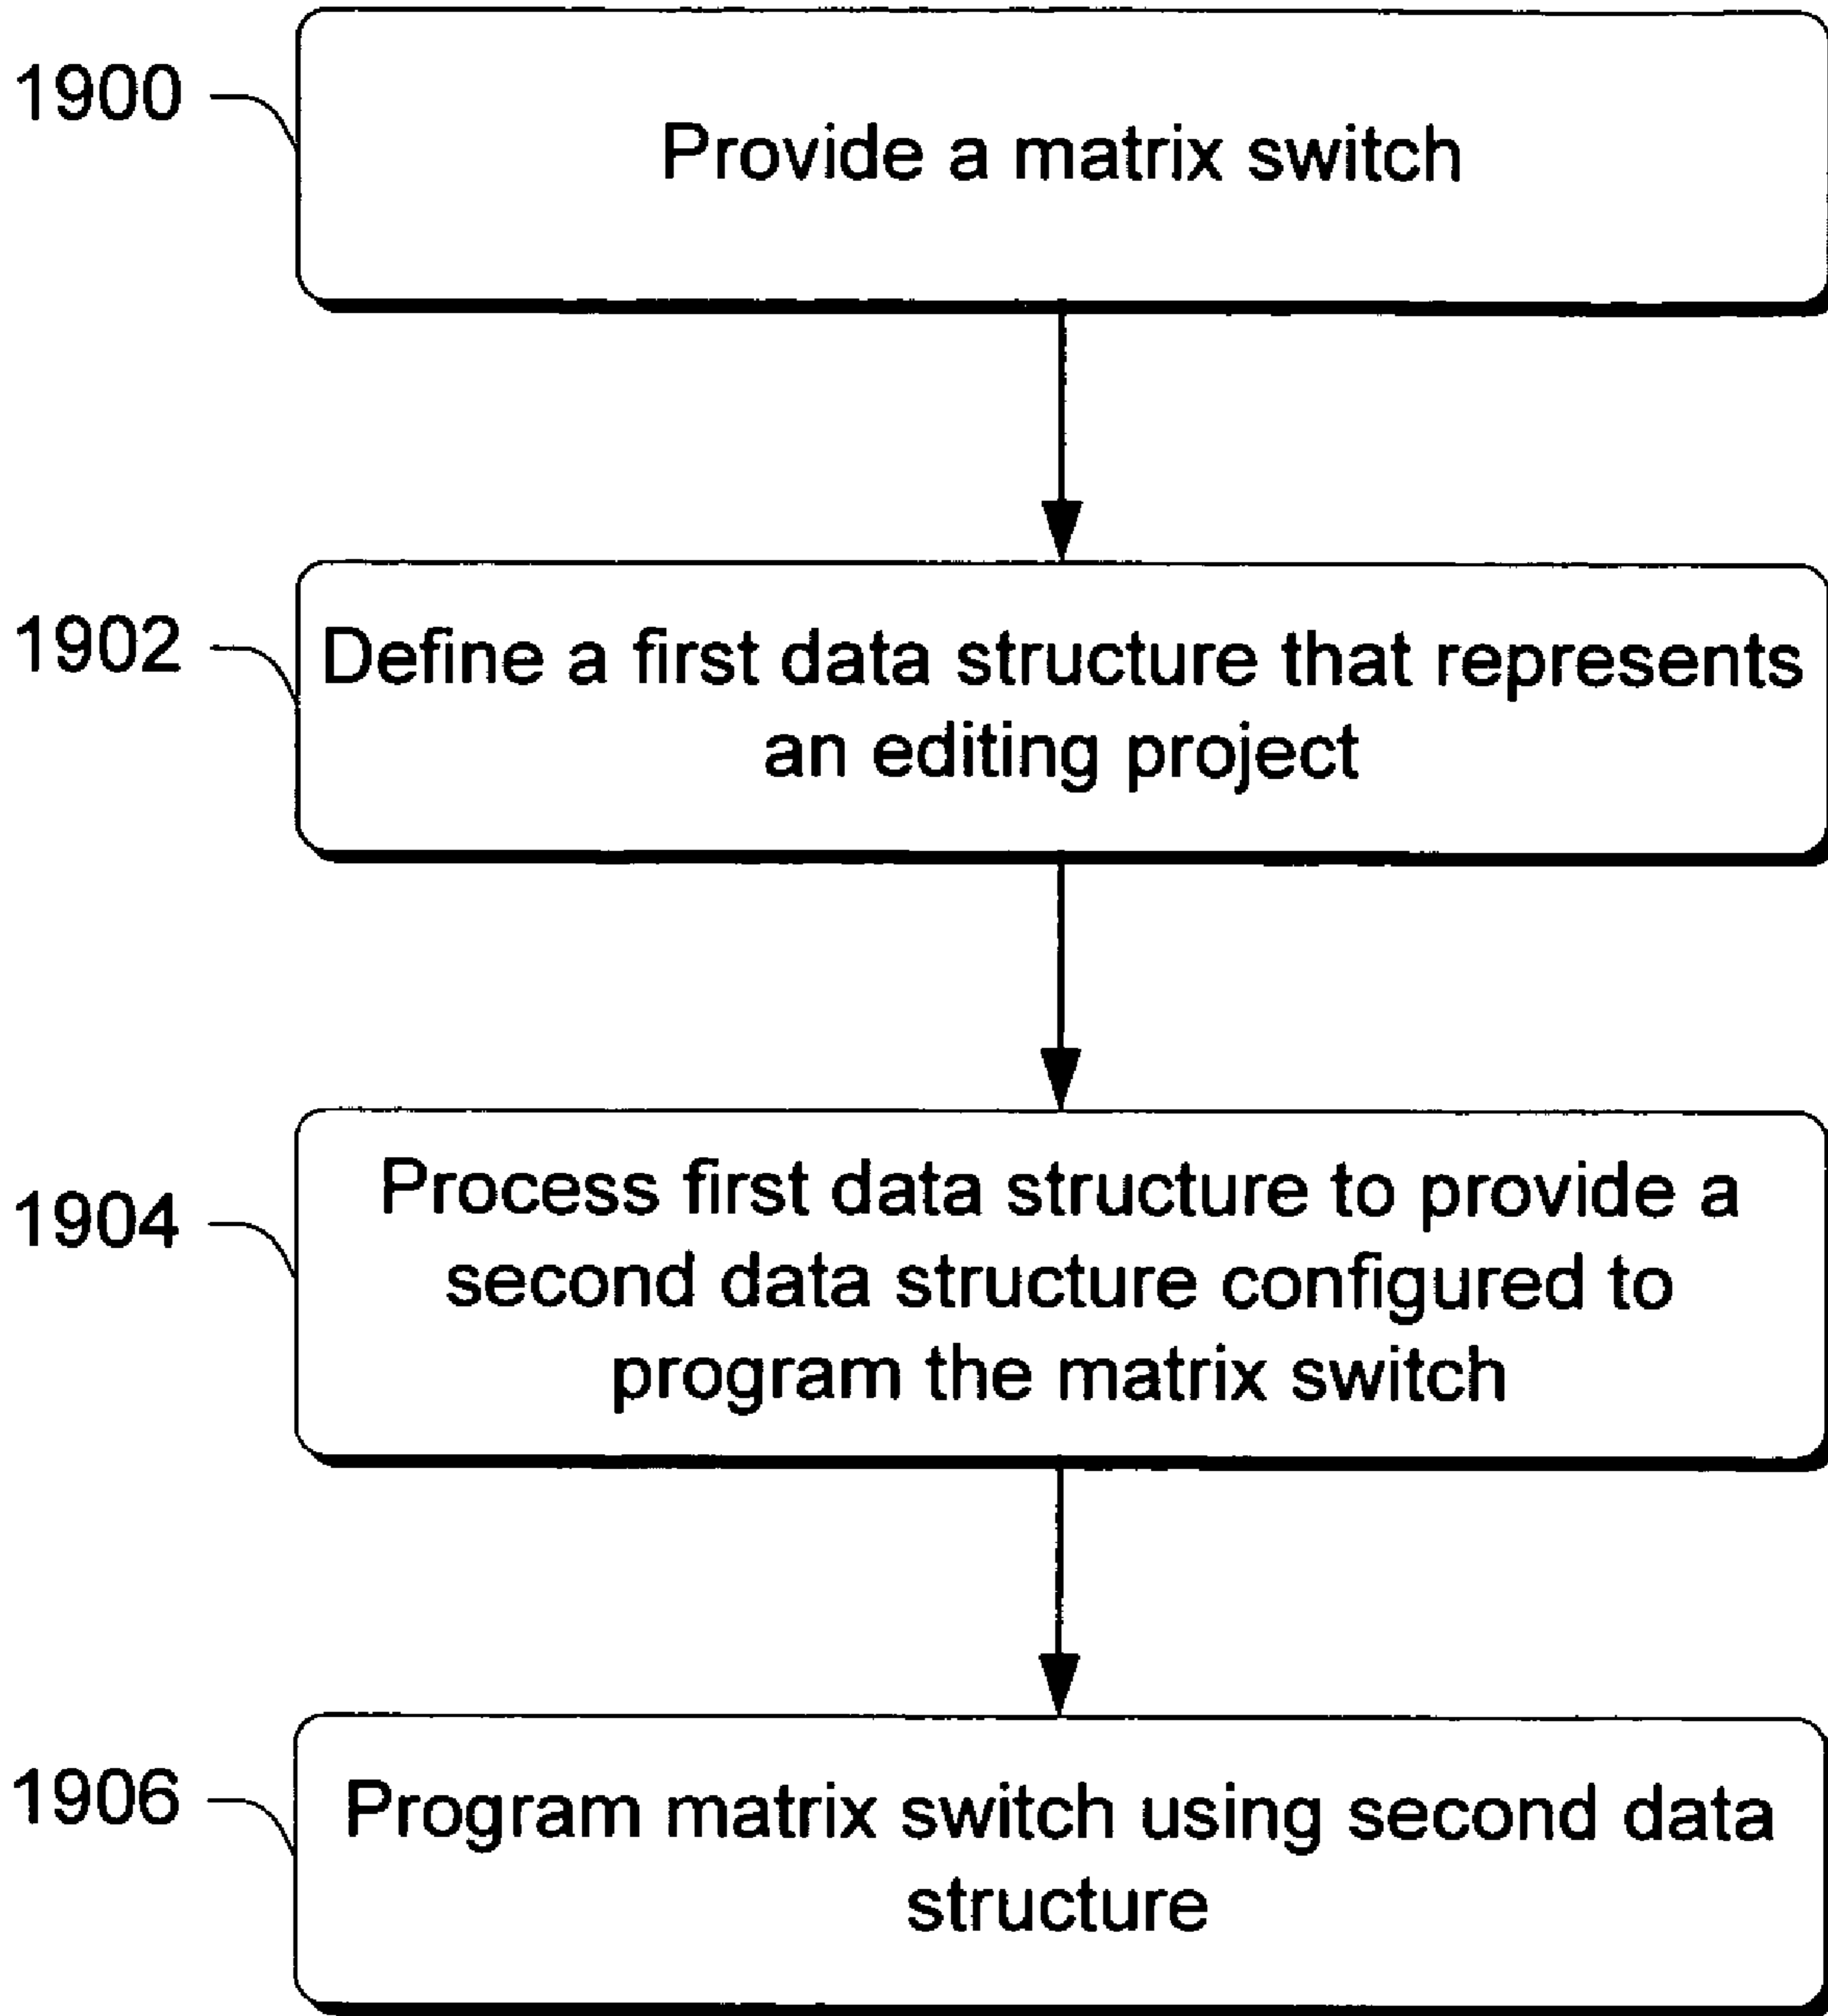 1900
Provide a matrix switch
1902
Define a first data structure that represents
an editing project
1904
Process first data structure to provide a
second data structure configured to
program the matrix switch
1906
Program matrix switch using second data
structure